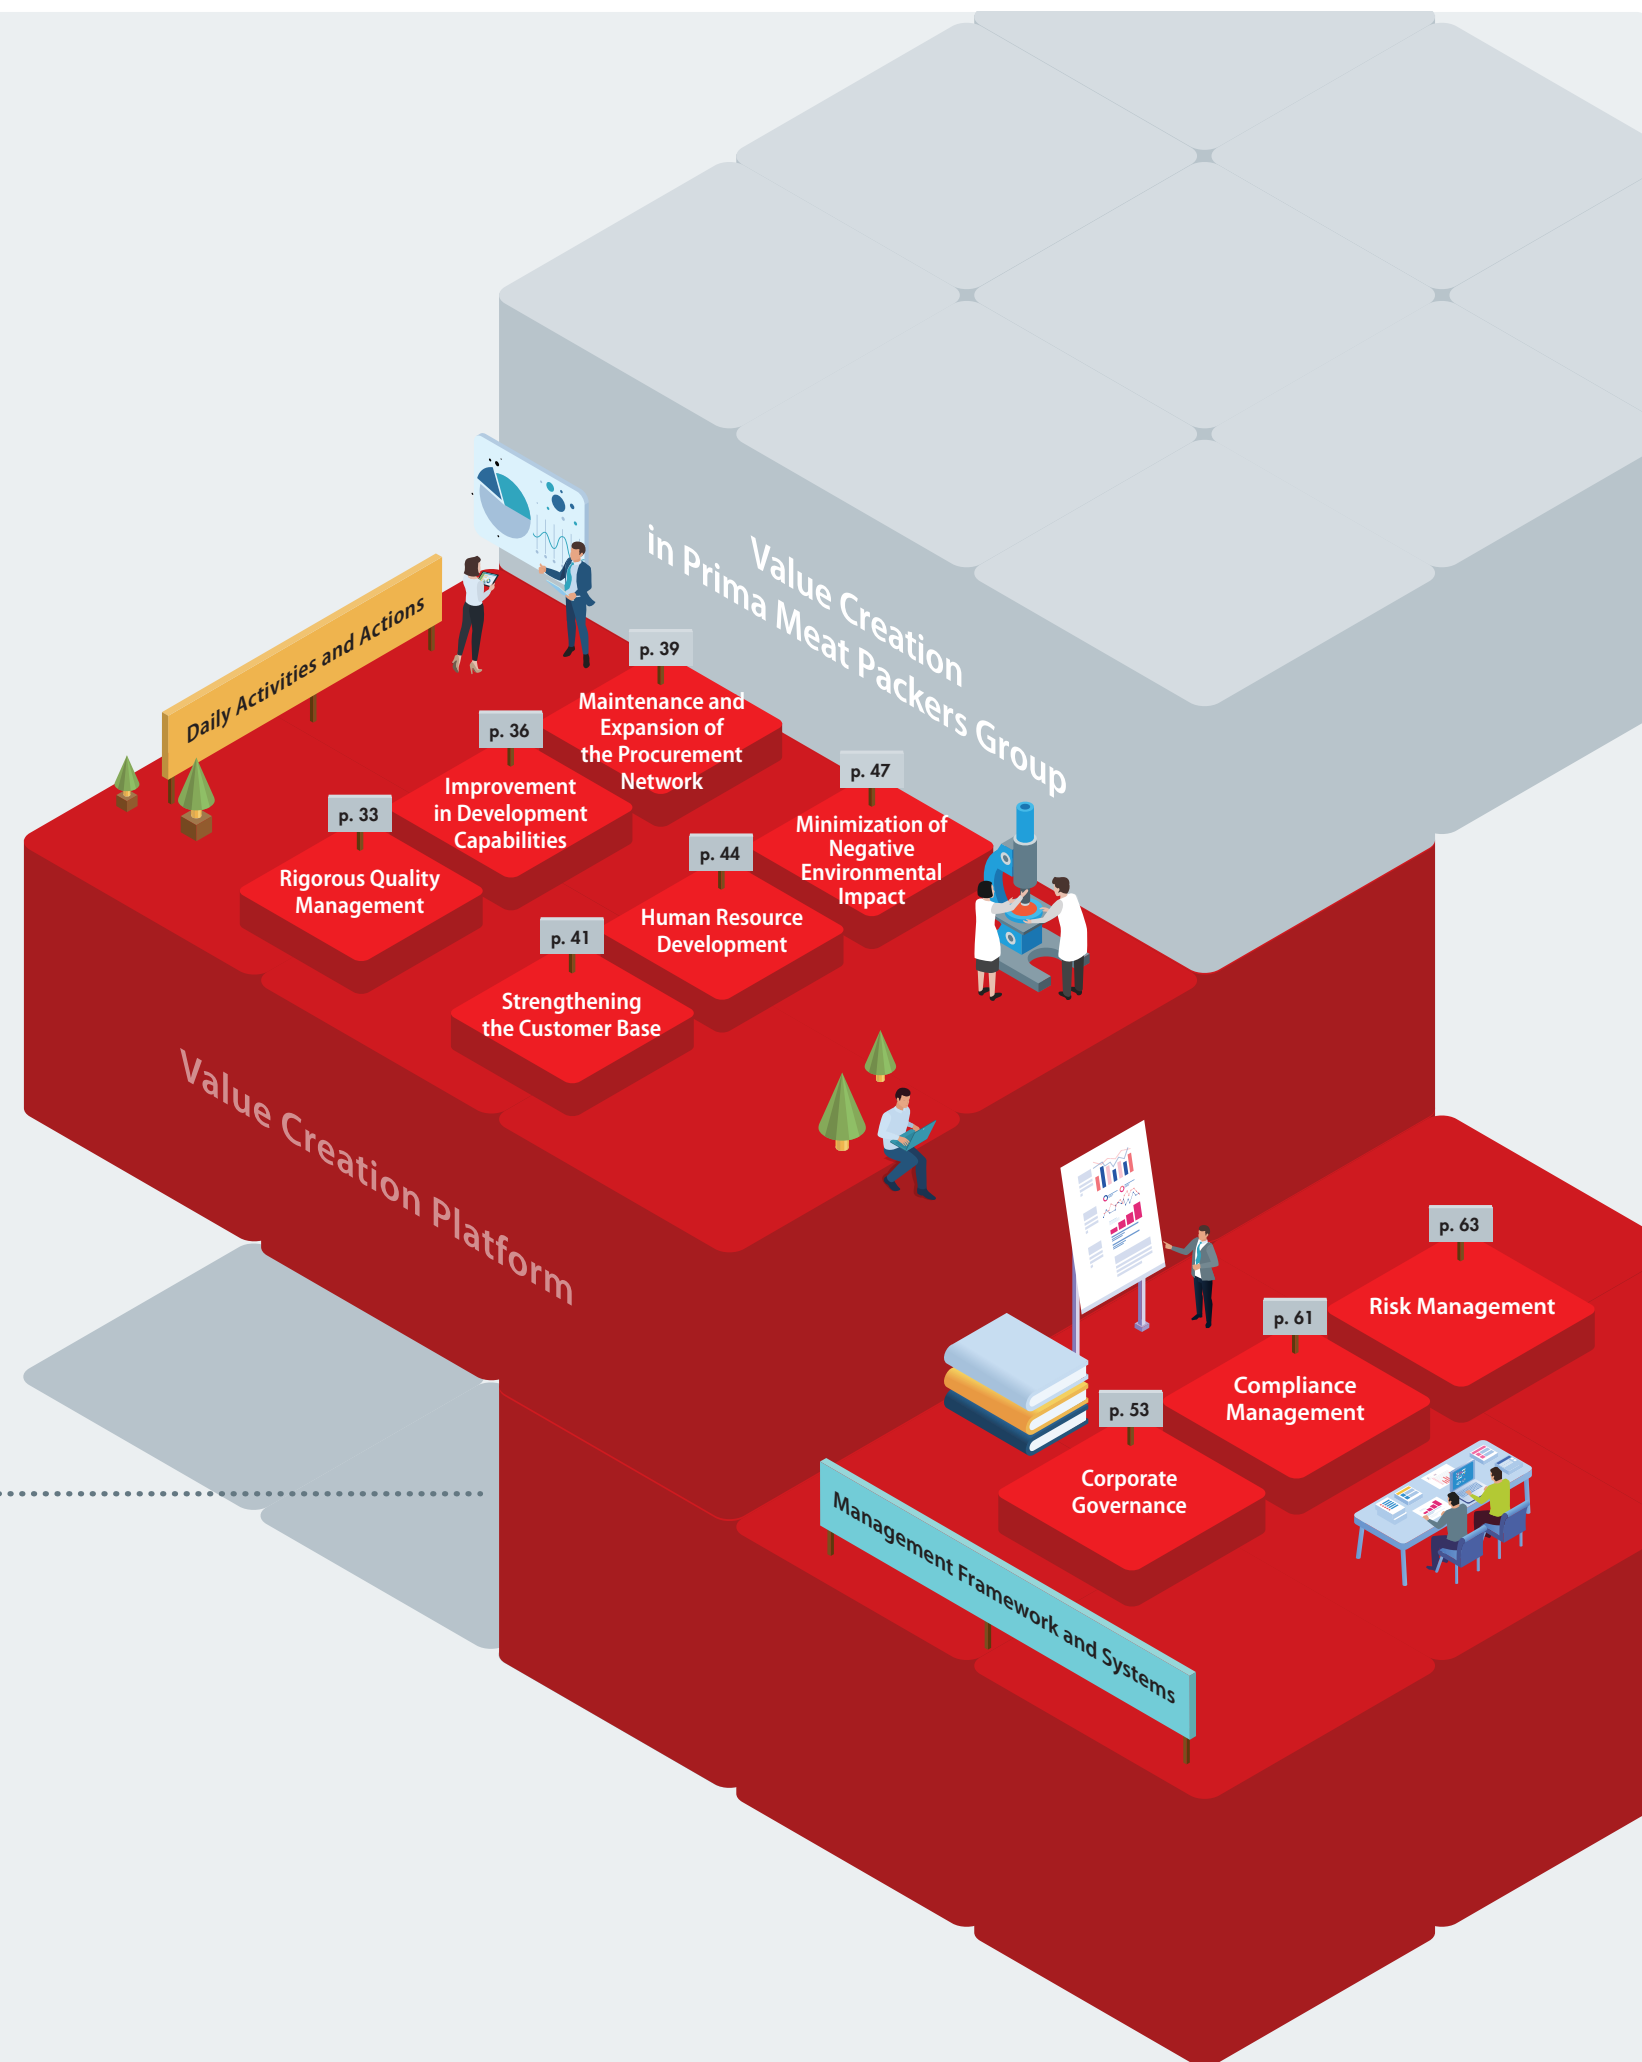 Value Creation
in Prima Meat Packers Group
Daily Activities and Actions
p. 39
Maintenance and
Expansion of
the Procurement
Network
p. 36
Improvement
in Development
Capabilities
p. 33
Rigorous Quality
Management
p. 47
Minimization of
Negative
Environmental
Impact
p. 44
Human Resource
Development
p. 41
Strengthening
the Customer Base
Value Creation Platform
p. 63
Risk Management
p. 61
Compliance
Management
p. 53
Corporate
Governance
Management Framework and Systems